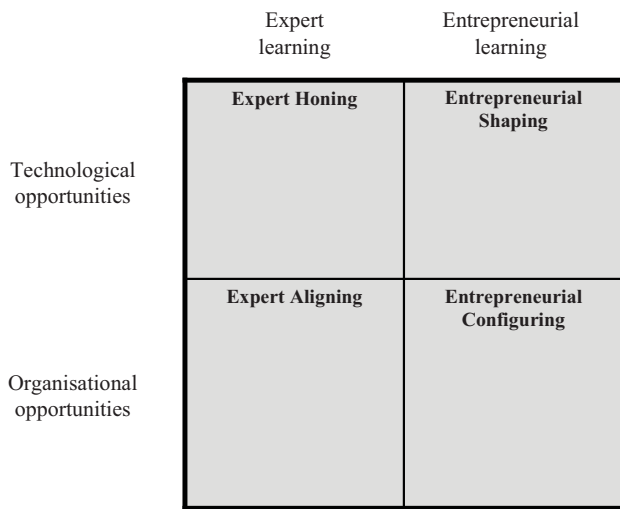 Expert
learning
Entrepreneurial
learning
Expert Honing
Entrepreneurial
Shaping
Technological
opportunities
Expert Aligning
Entrepreneurial
Configuring
Organisational
opportunities